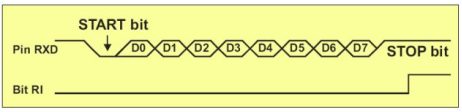 START bit
Pin RXD D0 D1 D2 D3 D4 D5 D6 D7 STOP bit
Bit RI